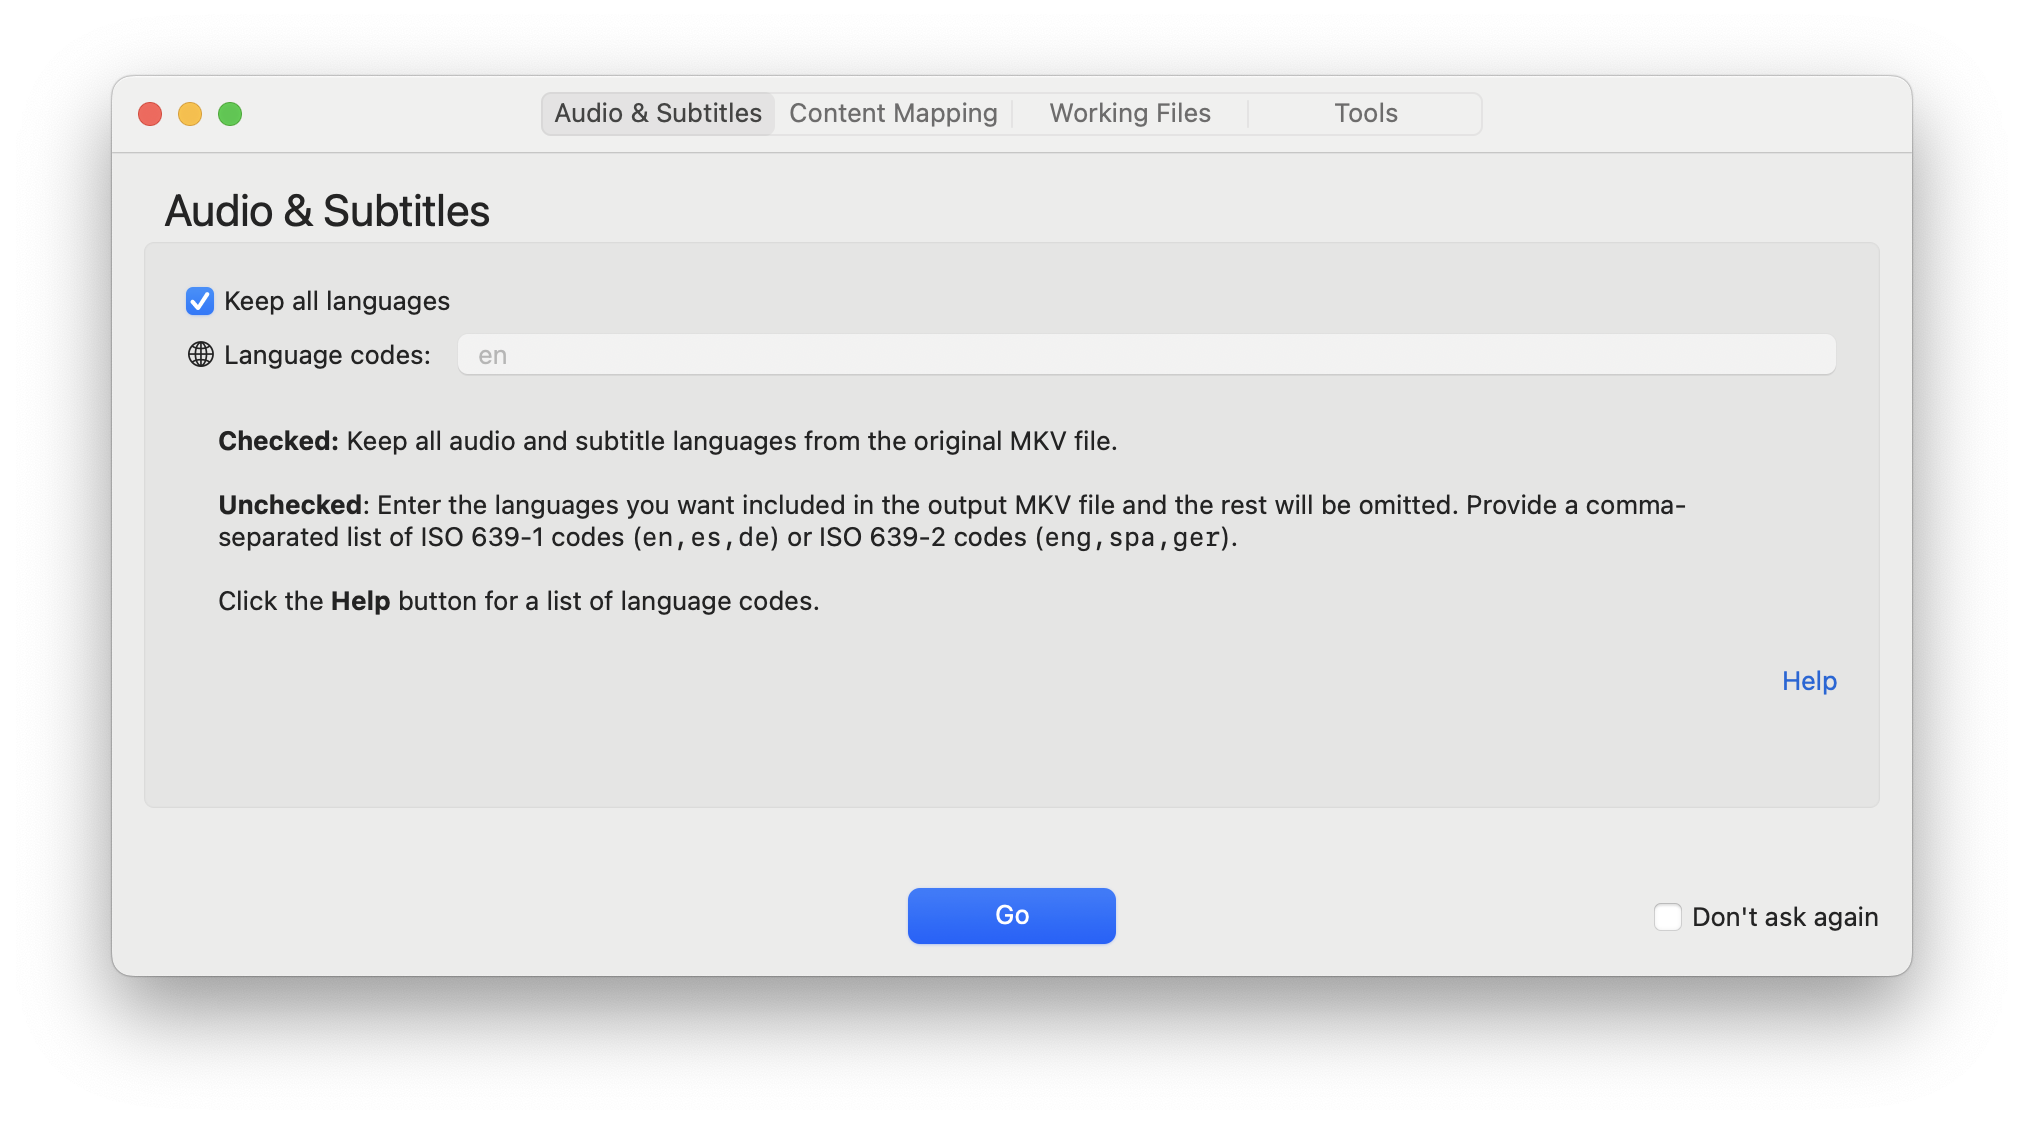 Audio & Subtitles
Content Mapping
Working Files
Tools
Audio & Subtitles
Keep all languages
Language codes:
en
Checked: Keep all audio and subtitle languages from the original MKV file.
Unchecked: Enter the languages you want included in the output MKV file and the rest will be omitted. Provide a comma-
separated list of ISO 639-1 codes (en,es,de) or ISO 639-2 codes (eng,spa,ger).
Click the Help button for a list of language codes.
Help
Go
Don't ask again